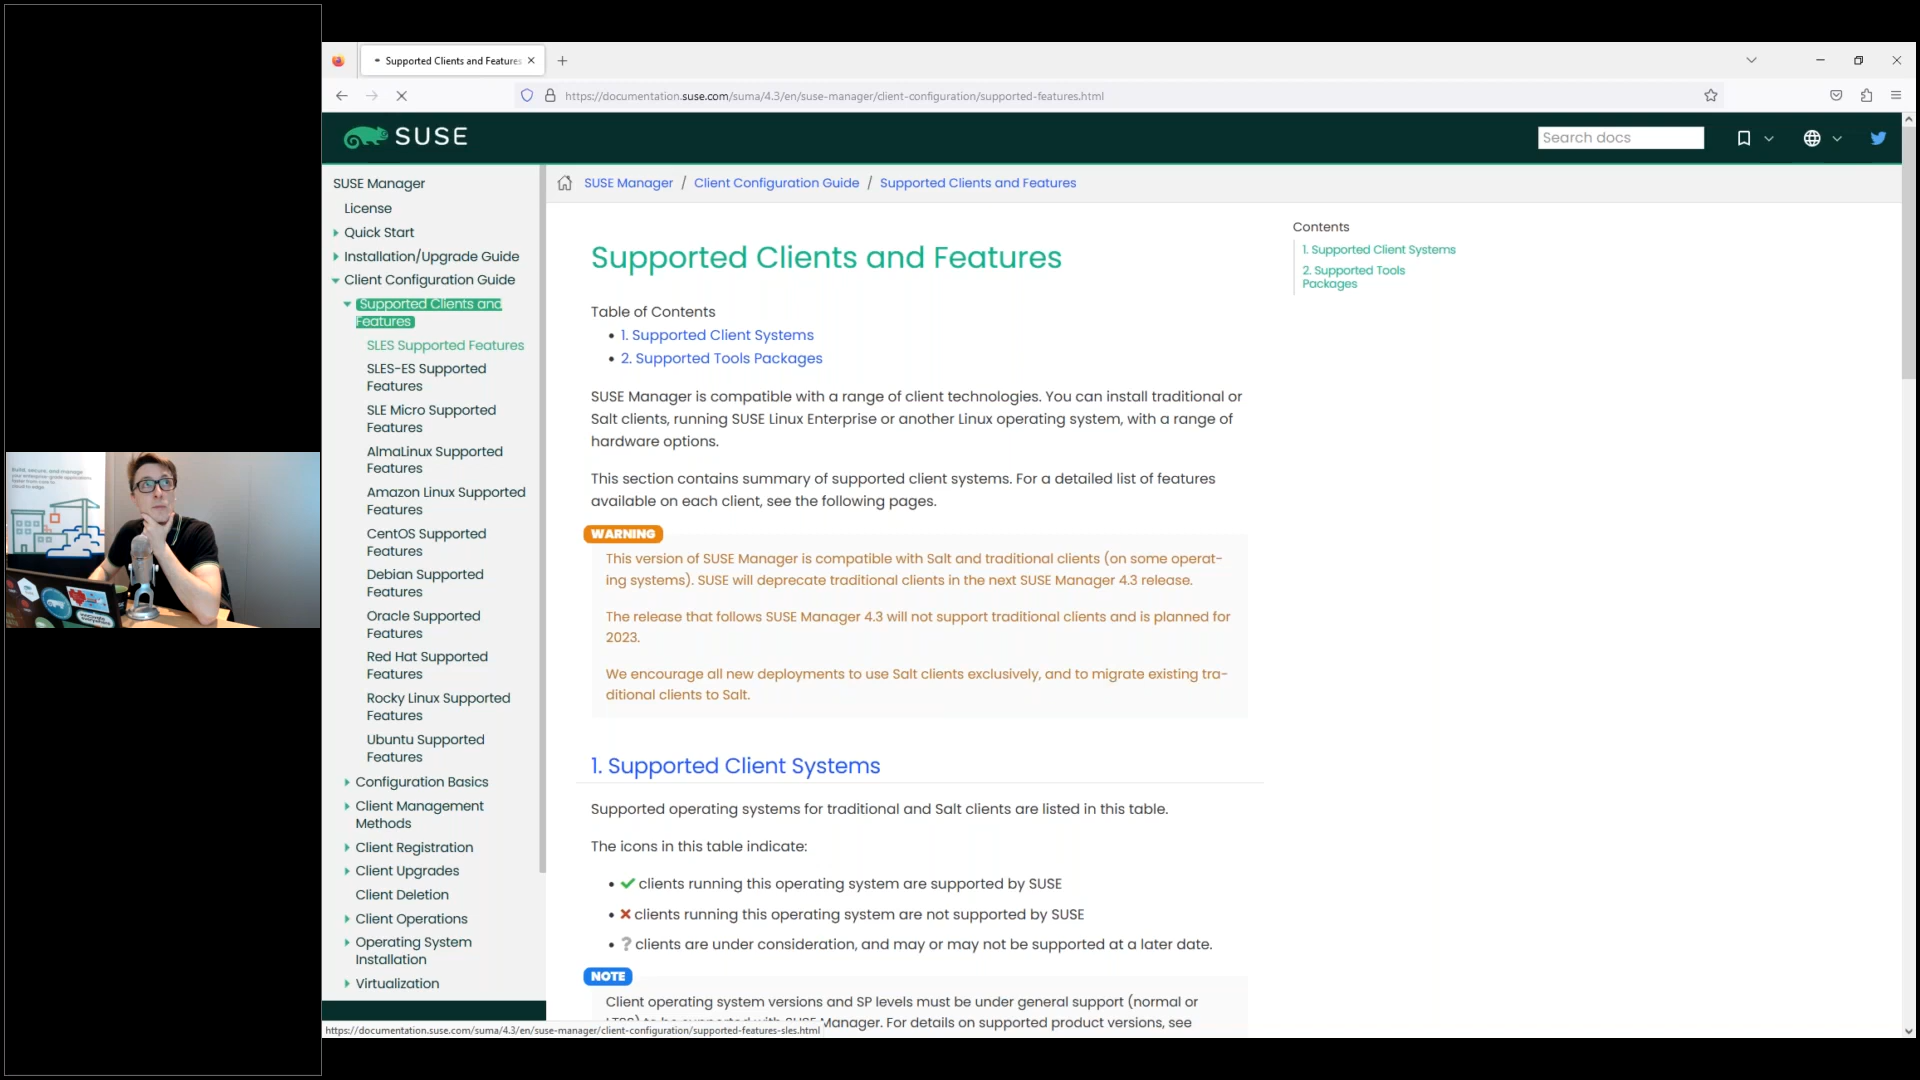 Supported Clients and Features
https://documentation.suse.com/suma/4.3/en/suse-manager/client-configuration/supported-features.html
SUSE
Search docs
SUSE Manager
License
Quick Start
Installation/Upgrade Guide
Client Configuration Guide
Supported Clients and
Features
SLES Supported Features
SLES-ES Supported
Features
SLE Micro Supported
Features
AlmaLinux Supported
Features
Amazon Linux Supported
Features
CentOS Supported
Features
Debian Supported
Features
Oracle Supported
Features
Red Hat Supported
Features
Rocky Linux Supported
Features
Ubuntu Supported
Features
Configuration Basics
Client Management
Methods
Client Registration
Client Upgrades
Client Deletion
Client Operations
Operating System
Installation
Virtualization
SUSE Manager / Client Configuration Guide / Supported Clients and Features
Supported Clients and Features
Table of Contents
• 1. Supported Client Systems
• 2. Supported Tools Packages
SUSE Manager is compatible with a range of client technologies. You can install traditional or
Salt clients, running SUSE Linux Enterprise or another Linux operating system, with a range of
hardware options.
This section contains summary of supported client systems. For a detailed list of features
available on each client, see the following pages.
WARNING
This version of SUSE Manager is compatible with Salt and traditional clients (on some operat-
ing systems). SUSE will deprecate traditional clients in the next SUSE Manager 4.3 release.
The release that follows SUSE Manager 4.3 will not support traditional clients and is planned for
2023.
We encourage all new deployments to use Salt clients exclusively, and to migrate existing tra-
ditional clients to Salt.
1. Supported Client Systems
Supported operating systems for traditional and Salt clients are listed in this table.
The icons in this table indicate:
• ✔ clients running this operating system are supported by SUSE
• ✖ clients running this operating system are not supported by SUSE
• ? clients are under consideration, and may or may not be supported at a later date.
NOTE
Client operating system versions and SP levels must be under general support (normal or
Manager. For details on supported product versions, see
https://documentation.suse.com/suma/4.3/en/suse-manager/client-configuration/supported-features-sles.html
Contents
1. Supported Client Systems
2. Supported Tools
Packages